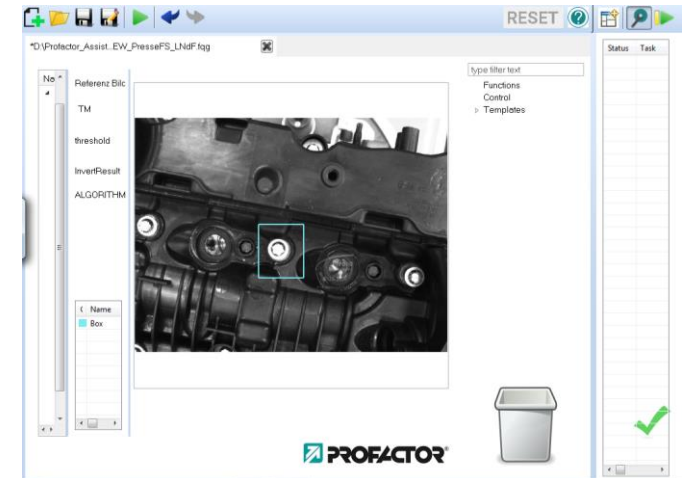 RESET
*D:\Profactor_Assist...EW_PresseFS_LNdF.fqg
Status Task
type filter text
Functions
Control
Templates
Ne
Referenz Bilc
TM
threshold
InvertResult
ALGORITHM
( Name
Box
PROFACTOR